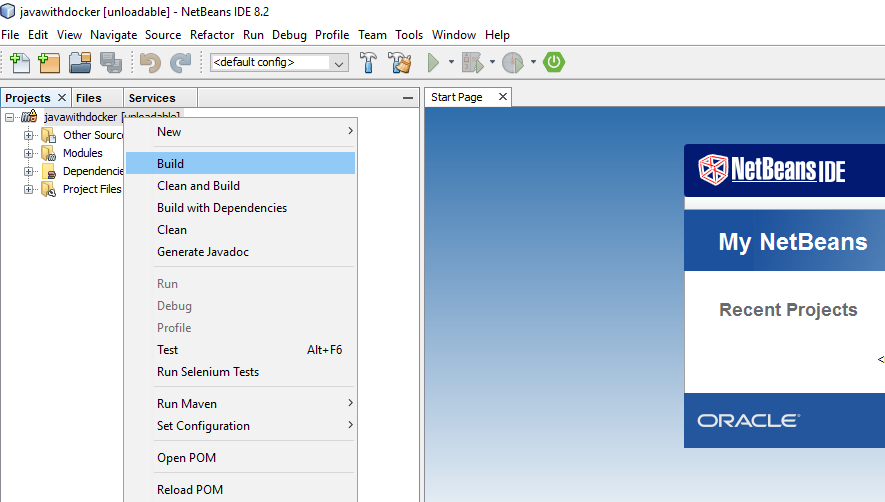 javawithdocker [unloadable] - NetBeans IDE 8.2
File Edit View Navigate Source Refactor Run Debug Profile Team Tools Window Help
<default config>
Projects Files Services
Start Page
javawithdocker [unloadable]
Other Sourc
Modules
Dependencie
Project Files
New
Build
Clean and Build
Build with Dependencies
Clean
Generate Javadoc
Run
Debug
Profile
Test Alt+F6
Run Selenium Tests
Run Maven
Set Configuration
Open POM
Reload POM
NetBeans IDE
My NetBeans
Recent Projects
ORACLE